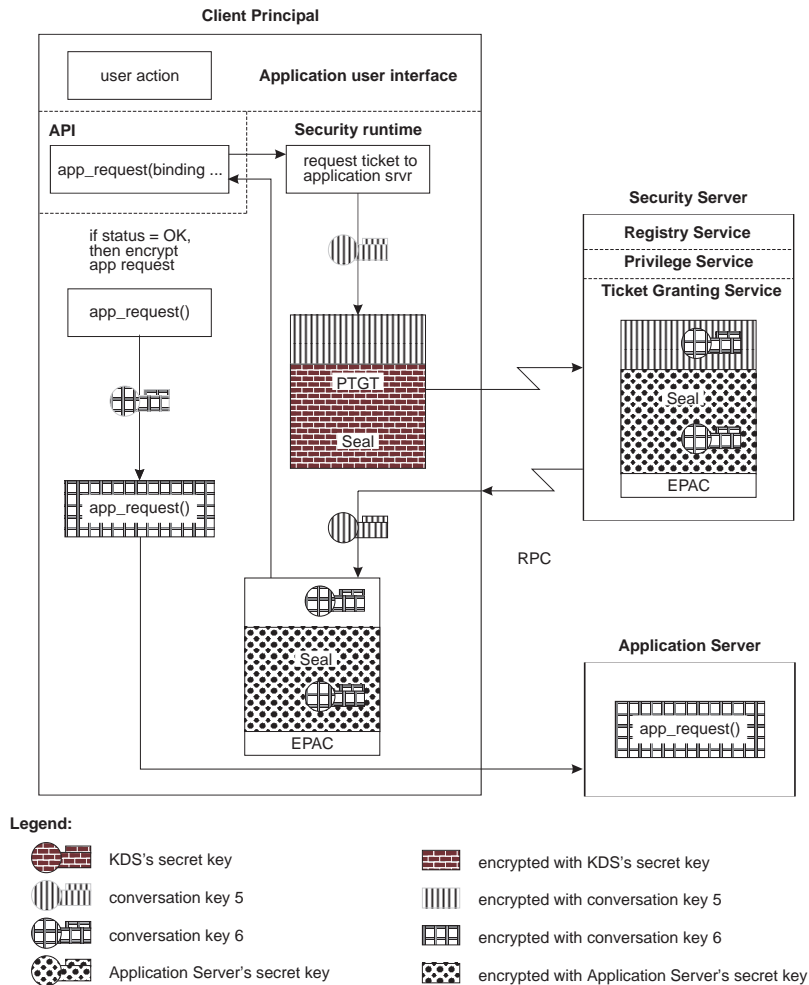 Client Principal
user action
Application user interface
API
Security runtime
app_request(binding ...
request ticket to
application srvr
if status = OK,
then encrypt
app request
app_request()
PTGT
Seal
app_request()
Seal
EPAC
Security Server
Registry Service
Privilege Service
Ticket Granting Service
Seal
EPAC
RPC
Application Server
app_request()
Legend:
KDS's secret key
encrypted with KDS's secret key
conversation key 5
encrypted with conversation key 5
conversation key 6
encrypted with conversation key 6
Application Server's secret key
encrypted with Application Server's secret key